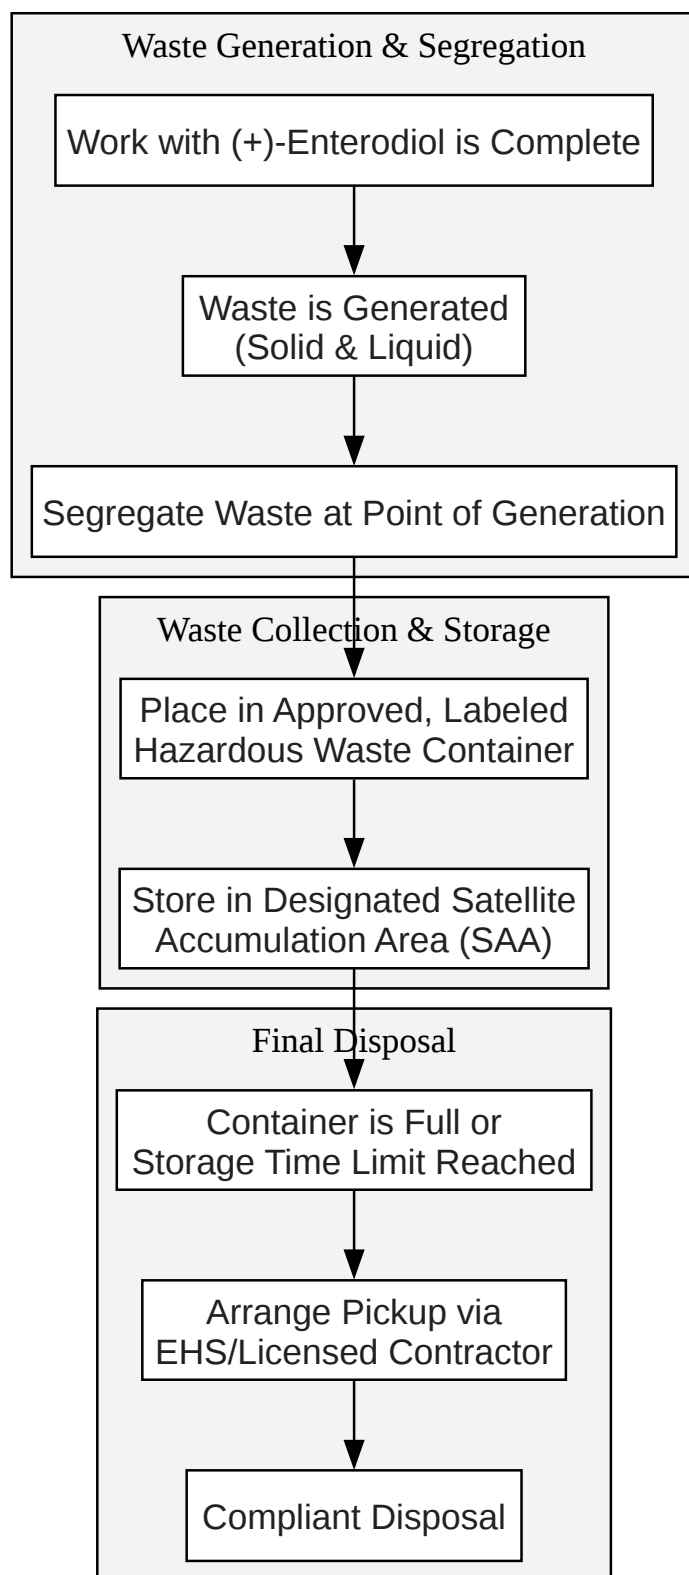 Waste Generation & Segregation
Work with (+)-Enterodiol is Complete
Waste is Generated
(Solid & Liquid)
Segregate Waste at Point of Generation
Waste Collection & Storage
Place in Approved, Labeled
Hazardous Waste Container
Store in Designated Satellite
Accumulation Area (SAA)
Final Disposal
Container is Full or
Storage Time Limit Reached
Arrange Pickup via
EHS/Licensed Contractor
Compliant Disposal